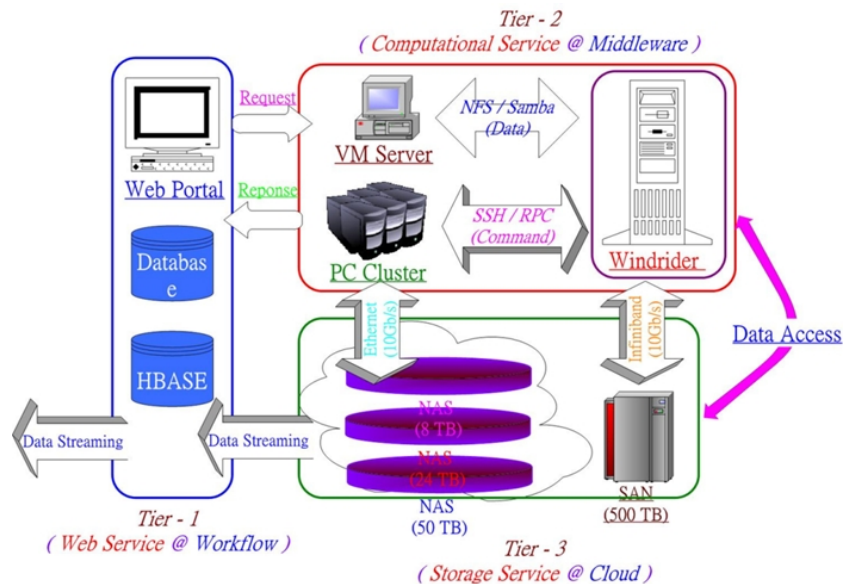 Tier - 2
( Computational Service @ Middleware )
Request
Web Portal
Reponse
Databas
e
HBASE
VM Server
NFS / Samba
(Data)
PC Cluster
SSH / RPC
(Command)
Windrider
Ethernet
(10Gb/s)
Infiniband
(10Gb/s)
Data Access
NAS
(8 TB)
NAS
(24 TB)
NAS
(50 TB)
SAN
(500 TB)
Data Streaming
Data Streaming
Tier - 1
( Web Service @ Workflow )
Tier - 3
( Storage Service @ Cloud )